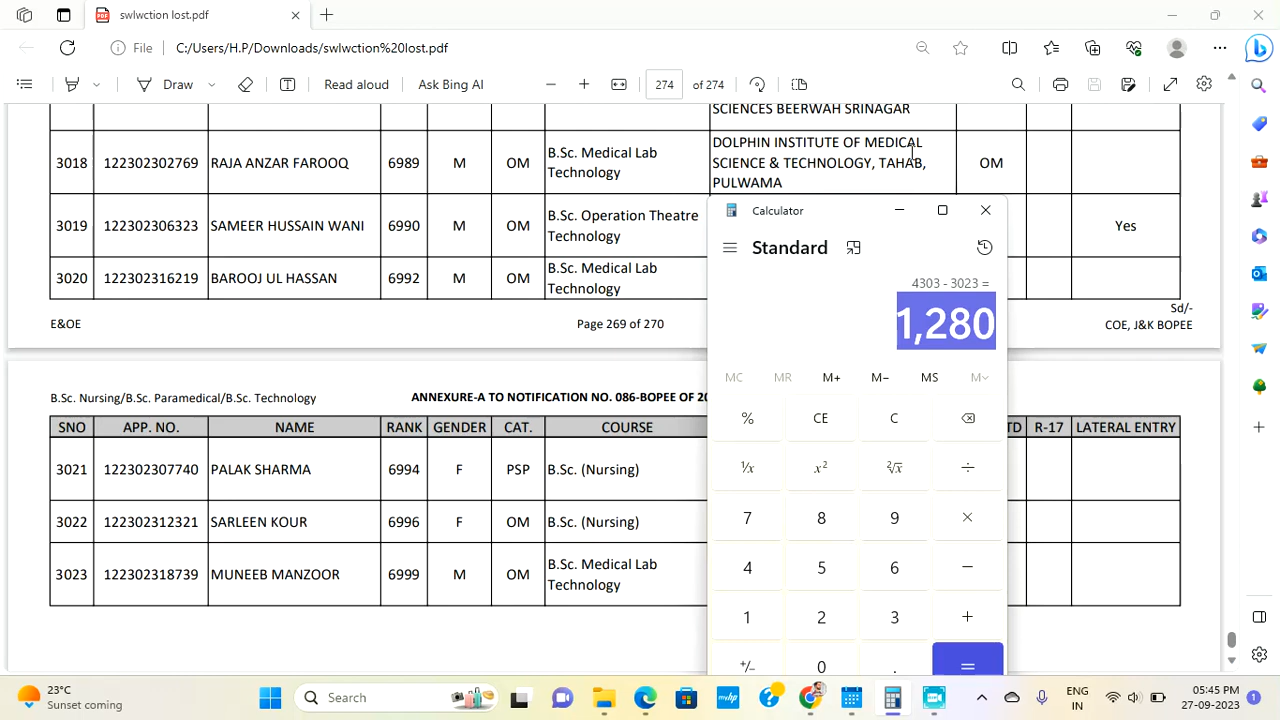 swlwction lost.pdf
File C:/Users/H.P/Downloads/swlwction%20lost.pdf
Draw Read aloud Ask Bing AI 274 of 274
SCIENCES BEERWAH SRINAGAR
3018 122302302769 RAJA ANZAR FAROOQ 6989 M OM B.Sc. Medical Lab Technology DOLPHIN INSTITUTE OF MEDICAL SCIENCE & TECHNOLOGY, TAHAB, PULWAMA OM
3019 122302306323 SAMEER HUSSAIN WANI 6990 M OM B.Sc. Operation Theatre Technology Yes
3020 122302316219 BAROOJ UL HASSAN 6992 M OM B.Sc. Medical Lab Technology
Sd/-
E&OE Page 269 of 270 COE, J&K BOPEE
B.Sc. Nursing/B.Sc. Paramedical/B.Sc. Technology ANNEXURE-A TO NOTIFICATION NO. 086-BOPEE OF 20
SNO APP. NO. NAME RANK GENDER CAT. COURSE TD R-17 LATERAL ENTRY
3021 122302307740 PALAK SHARMA 6994 F PSP B.Sc. (Nursing)
3022 122302312321 SARLEEN KOUR 6996 F OM B.Sc. (Nursing)
3023 122302318739 MUNEEB MANZOOR 6999 M OM B.Sc. Medical Lab Technology
Calculator
Standard
4303 - 3023 =
1,280
MC MR M+ M− MS M
% CE C
¹/x x² ²√x ÷
7 8 9 ×
4 5 6 −
1 2 3 +
+/− 0 . =
23°C
Sunset coming
Search
myhp
ENG
IN
05:45 PM
27-09-2023
1